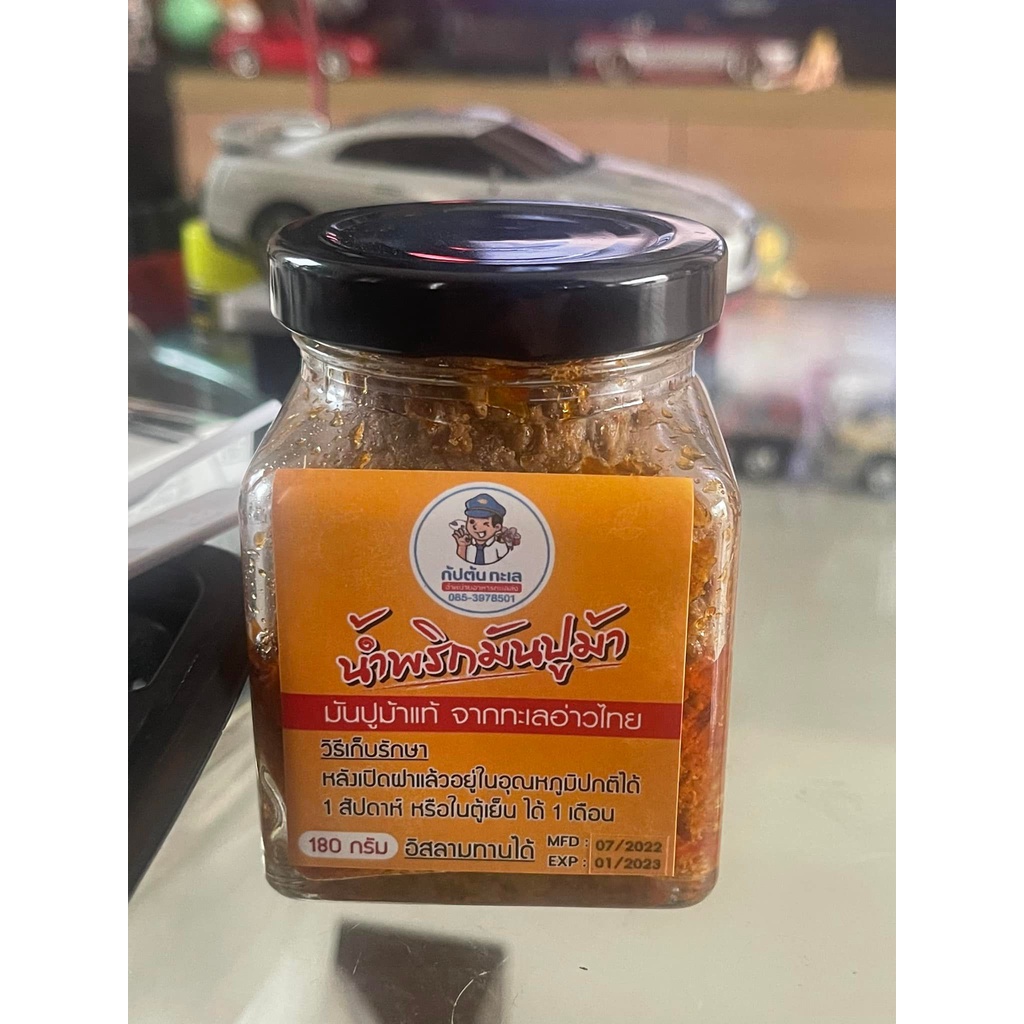 กัปตัน ทะเล
085-3978501
น้ำพริกมันปูม้า
มันปูม้าแท้ จากทะเลอ่าวไทย
วิธีเก็บรักษา
หลังเปิดฝาแล้วอยู่ในอุณหภูมิปกติได้
1 สัปดาห์ หรือในตู้เย็น ได้ 1 เดือน
180 กรัม อิสลามทานได้
MFD : 07/2022
EXP : 01/2023